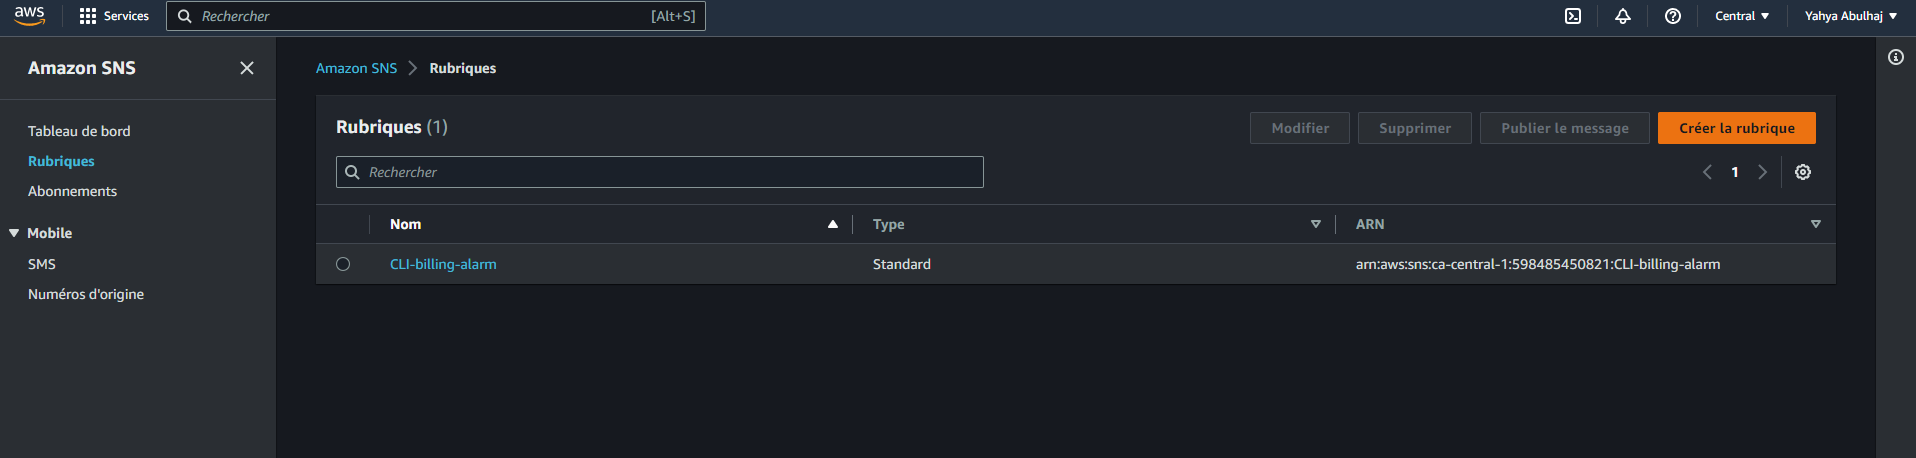 aws Services Rechercher [Alt+S] Central Yahya Abulhaj
Amazon SNS
Tableau de bord
Rubriques
Abonnements
Mobile
SMS
Numéros d'origine
Amazon SNS Rubriques
Rubriques (1) Modifier Supprimer Publier le message Créer la rubrique
Rechercher 1
Nom Type ARN
CLI-billing-alarm Standard arn:aws:sns:ca-central-1:598485450821:CLI-billing-alarm